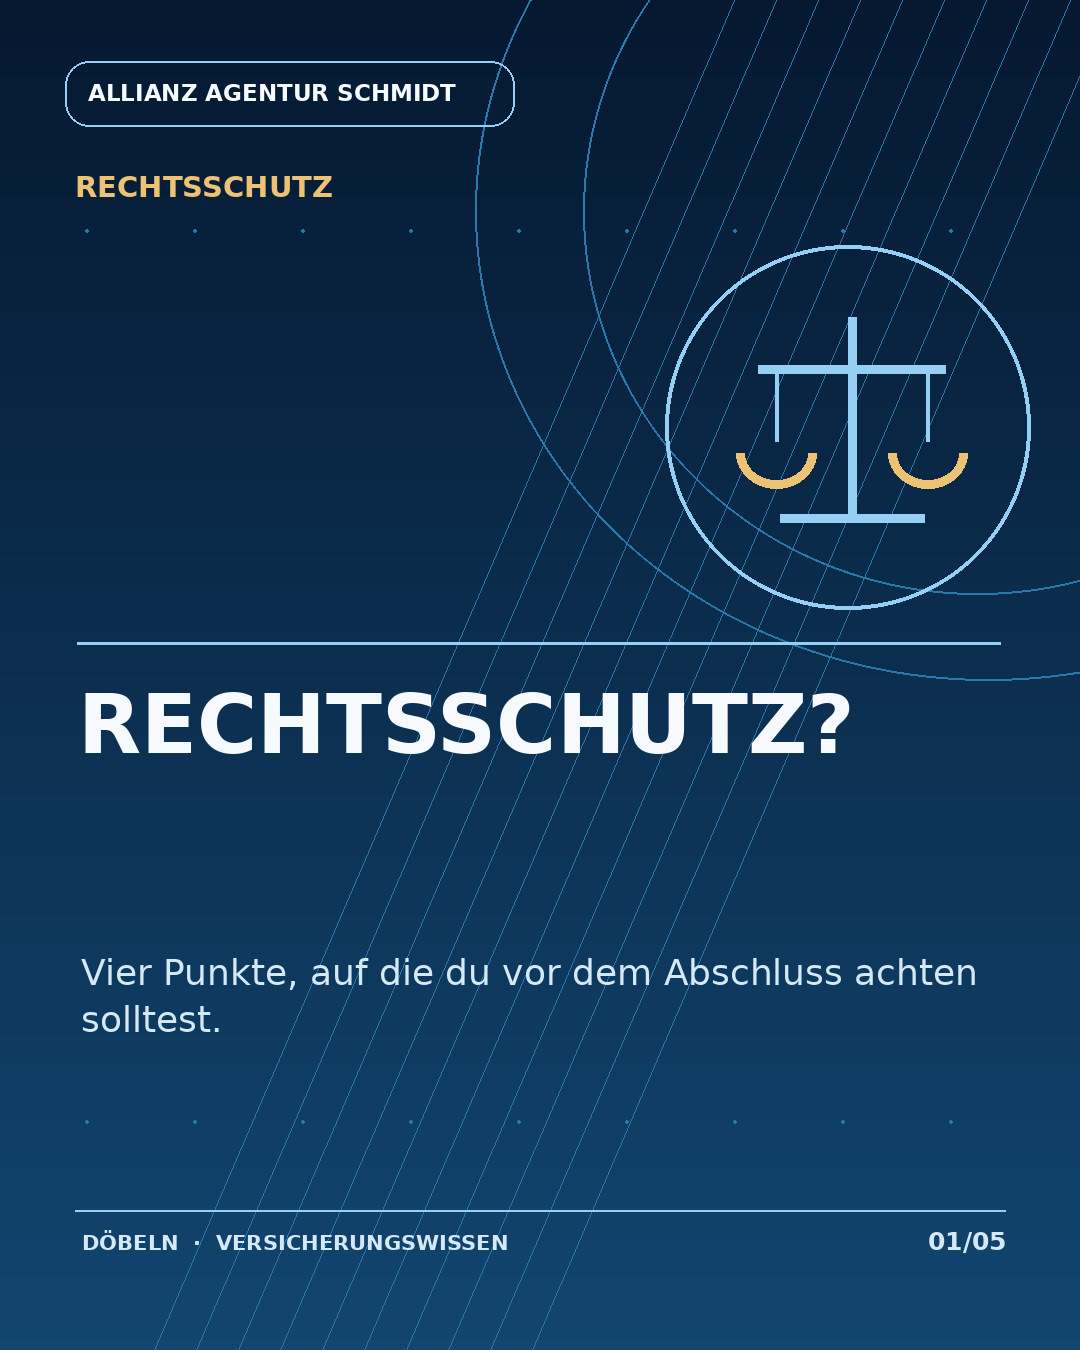 ALLIANZ AGENTUR SCHMIDT
RECHTSSCHUTZ
RECHTSSCHUTZ?
Vier Punkte, auf die du vor dem Abschluss achten
solltest.
DÖBELN · VERSICHERUNGSWISSEN
01/05